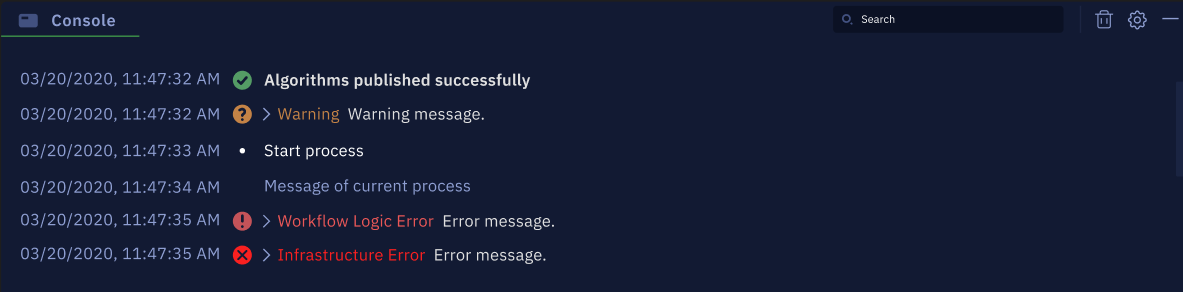 Console
Search
03/20/2020, 11:47:32 AM Algorithms published successfully
03/20/2020, 11:47:32 AM ? > Warning Warning message.
03/20/2020, 11:47:33 AM • Start process
03/20/2020, 11:47:34 AM Message of current process
03/20/2020, 11:47:35 AM ! > Workflow Logic Error Error message.
03/20/2020, 11:47:35 AM > Infrastructure Error Error message.